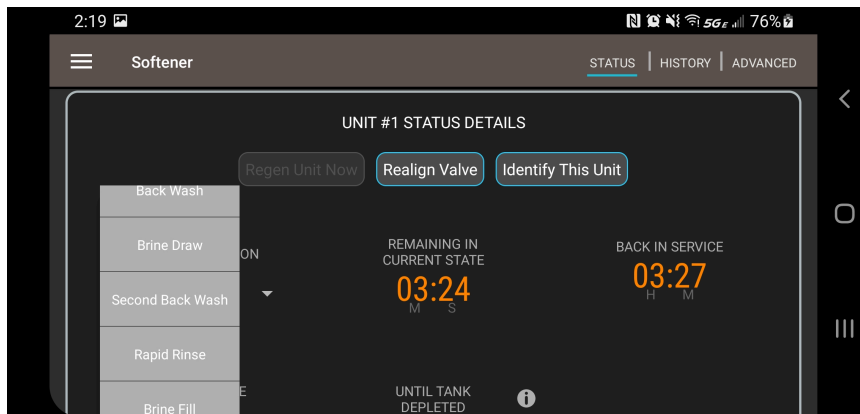 2:19
5GE 76%
Softener
STATUS | HISTORY | ADVANCED
UNIT #1 STATUS DETAILS
Regen Unit Now
Realign Valve
Identify This Unit
Back Wash
Brine Draw
Second Back Wash
Rapid Rinse
Brine Fill
ON
REMAINING IN
CURRENT STATE
03:24
M S
BACK IN SERVICE
03:27
H M
E
UNTIL TANK
DEPLETED